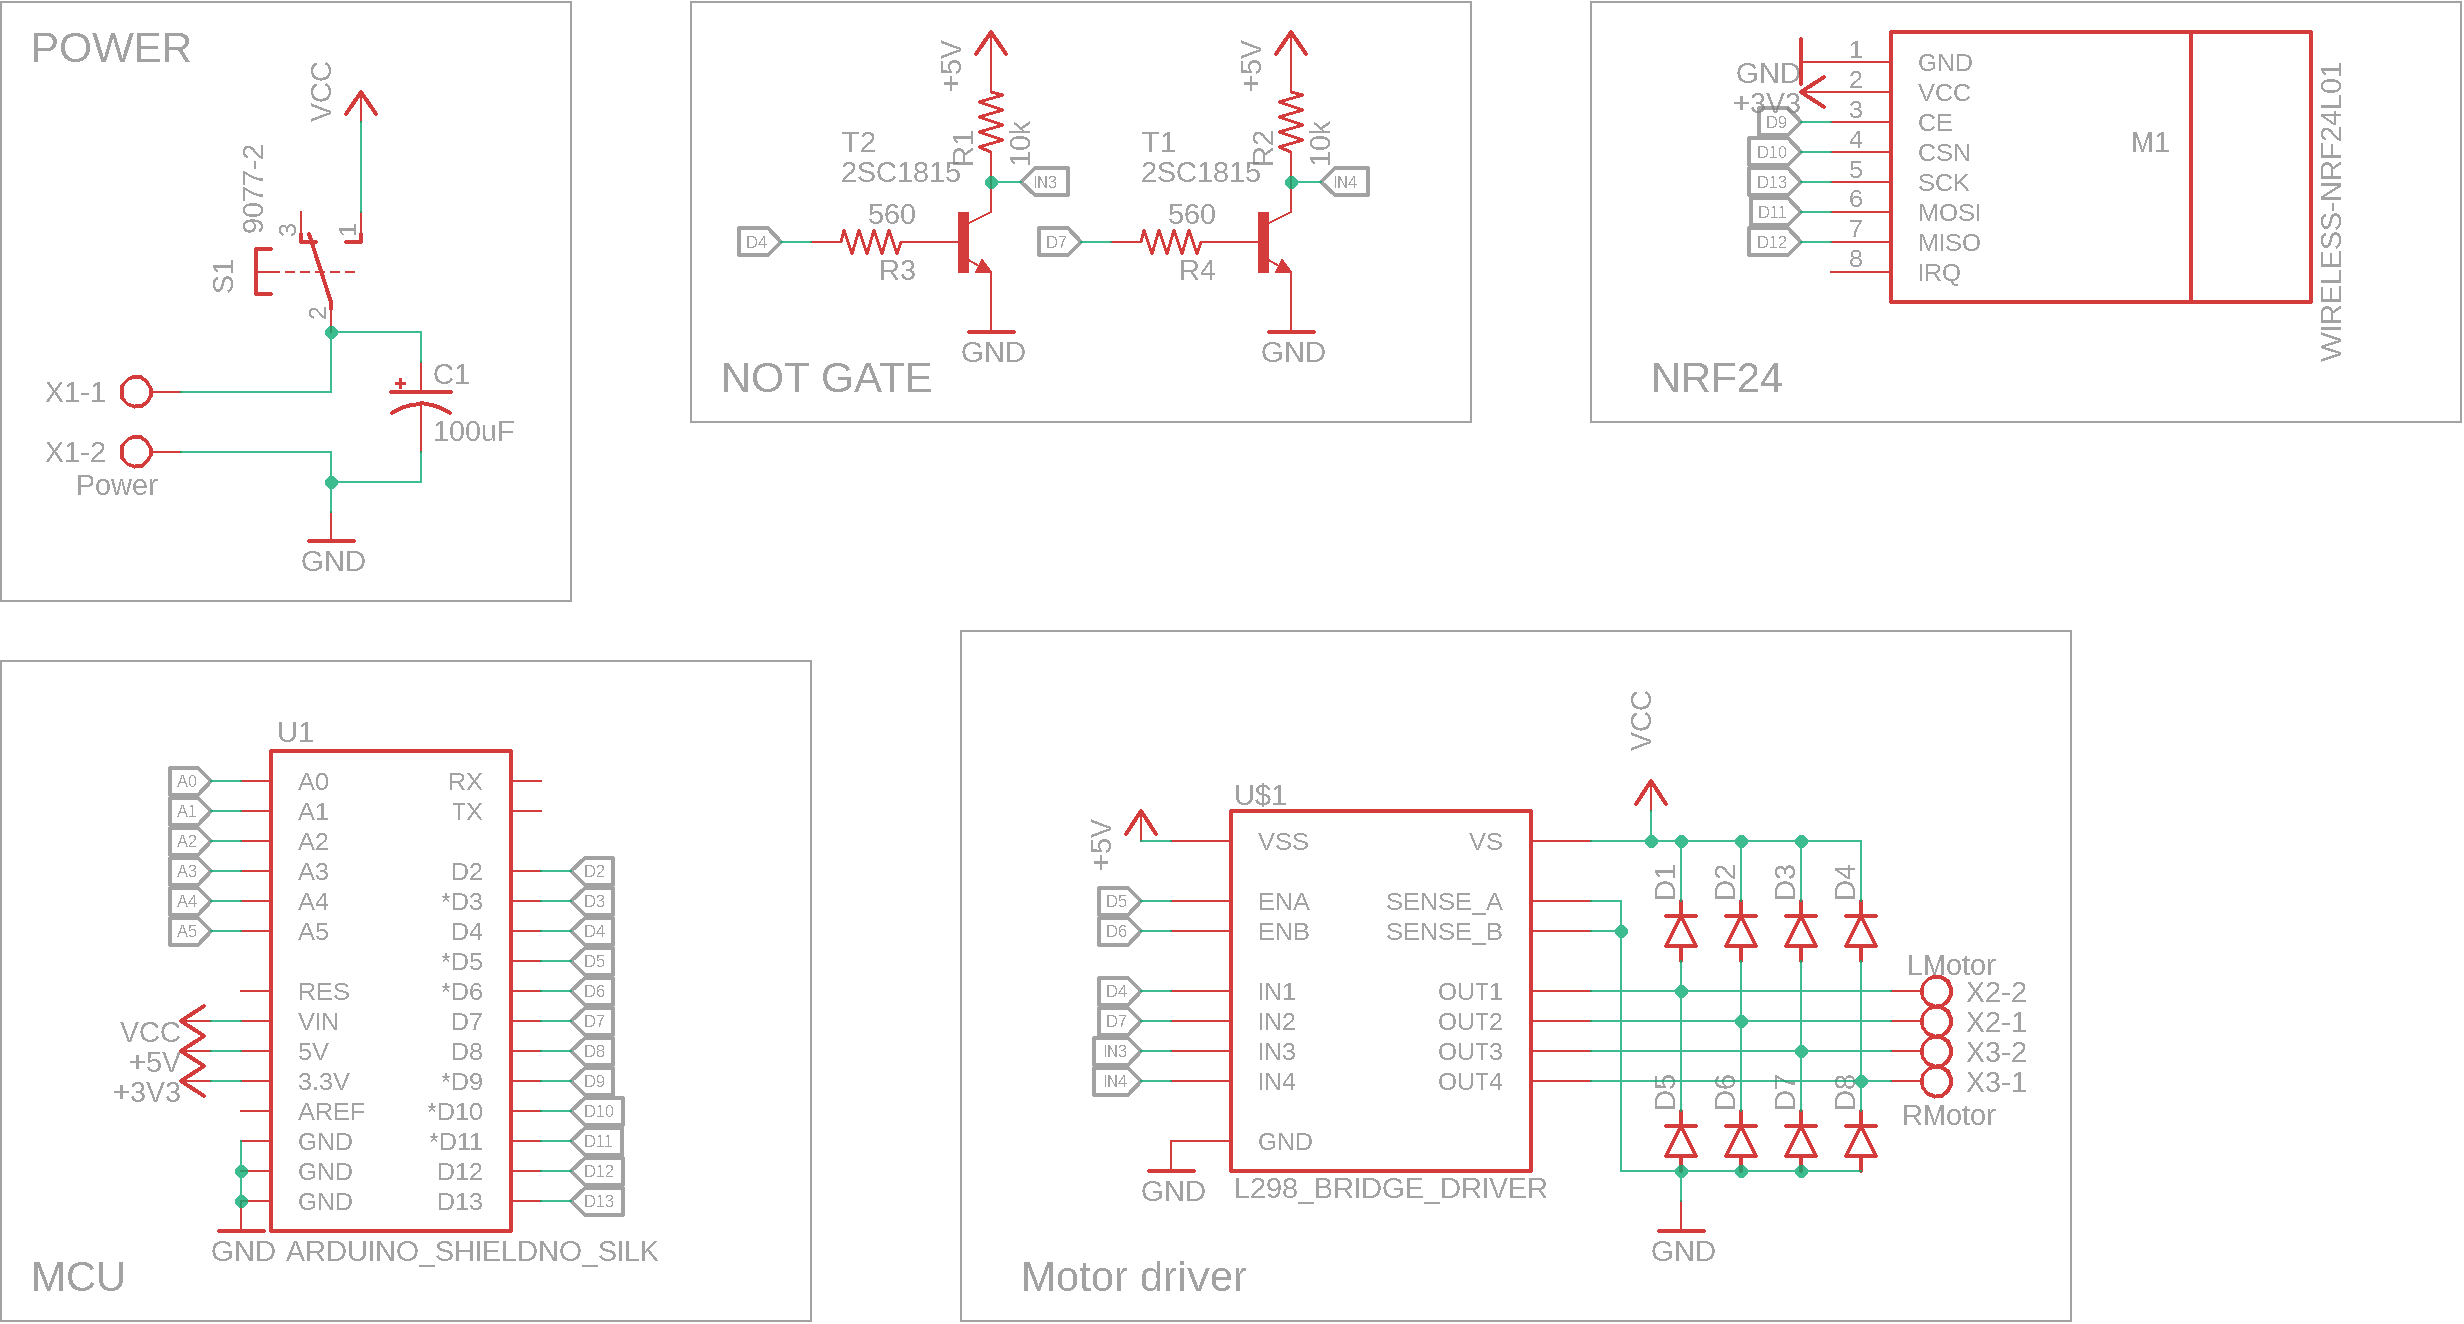 POWER
VCC
9077-2
3
1
S1
2
X1-1
C1
100uF
X1-2
Power
GND
+5V
R1
10k
T2
2SC1815
IN3
560
D4
R3
GND
+5V
R2
10k
T1
2SC1815
IN4
560
D7
R4
GND
NOT GATE
GND
+3V3
1 GND
2 VCC
D9 3 CE
D10 4 CSN
D13 5 SCK
D11 6 MOSI
D12 7 MISO
8 IRQ
M1
WIRELESS-NRF24L01
NRF24
U1
A0 A0 RX
A1 A1 TX
A2 A2
A3 A3 D2 D2
A4 A4 *D3 D3
A5 A5 D4 D4
*D5 D5
RES *D6 D6
VCC VIN D7 D7
+5V 5V D8 D8
+3V3 3.3V *D9 D9
AREF *D10 D10
GND *D11 D11
GND D12 D12
GND D13 D13
GND ARDUINO_SHIELDNO_SILK
MCU
VCC
U$1
+5V VSS VS
D1 D2 D3 D4
D5 ENA SENSE_A
D6 ENB SENSE_B
LMotor
D4 IN1 OUT1 X2-2
D7 IN2 OUT2 X2-1
IN3 IN3 OUT3 X3-2
IN4 IN4 OUT4 X3-1
D5 D6 D7 D8
RMotor
GND
GND
L298_BRIDGE_DRIVER
GND
Motor driver